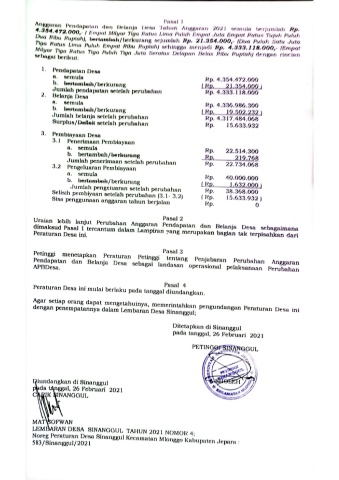 Pasal 1
Anggaran Pendapatan dan Belanja Desa Tahun Anggaran 2021 semula berjumlah Rp.
4.354.472.000,- ( Empat Milyar Tiga Ratus Lima Puluh Empat Juta Empat Ratus Tujuh Puluh
Dua Ribu Rupiah), bertambah/berkurang sejumlah Rp. 21.354.000,- (Dua Puluh Satu Juta
Tiga Ratus Lima Puluh Empat Ribu Rupiah) sehingga menjadi Rp. 4.333.118.000,- (Empat
Milyar Tiga Ratus Tiga Puluh Tiga Juta Seratus Delapan Belas Ribu Rupiah) dengan rincian
sebagai berikut.
1. Pendapatan Desa
a. semula Rp. 4.354.472.000
b. bertambah/berkurang ( Rp. 21.354.000 )
Jumlah pendapatan setelah perubahan Rp. 4.333.118.000
2. Belanja Desa
a. semula Rp. 4.336.986.300
b. bertambah/berkurang ( Rp. 19.502.232 )
Jumlah belanja setelah perubahan Rp. 4.317.484.068
Surplus/Defisit setelah perubahan Rp. 15.633.932
3. Pembiayaan Desa
3.1 Penerimaan Pembiayaan
a. semula Rp. 22.514.300
b. bertambah/berkurang Rp. 219.768
Jumlah penerimaan setelah perubahan Rp. 22.734.068
3.2 Pengeluaran Pembiayaan
a. semula Rp. 40.000.000
b. bertambah/berkurang ( Rp. 1.632.000 )
Jumlah pengeluaran setelah perubahan Rp. 38.368.000
Selisih pembiyaan setelah perubahan (3.1- 3.2) ( Rp. 15.633.932 )
Sisa penggunaan anggaran tahun berjalan Rp. 0
Pasal 2
Uraian lebih lanjut Perubahan Anggaran Pendapatan dan Belanja Desa sebagaimana
dimaksud Pasal 1 tercantum dalam Lampiran yang merupakan bagian tak terpisahkan dari
Peraturan Desa ini.
Pasal 3
Petinggi menetapkan Peraturan Petinggi tentang Penjabaran Perubahan Anggaran
Pendapatan dan Belanja Desa sebagai landasan operasional pelaksanaan Perubahan
APBDesa.
Pasal 4
Peraturan Desa ini mulai berlaku pada tanggal diundangkan.
Agar setiap orang dapat mengetahuinya, memerintahkan pengundangan Peraturan Desa ini
dengan penempatannya dalam Lembaran Desa Sinanggul;
Ditetapkan di Sinanggul
pada tanggal, 26 Februari 2021
PETINGGI SINANGGUL
Diundangkan di Sinanggul
pada tanggal, 26 Februari 2021
CARIK SINANGGUL
MATSOFWAN
LEMBARAN DESA SINANGGUL TAHUN 2021 NOMOR 4;
Noreg Peraturan Desa Sinanggul Kecamatan Mlonggo Kabupaten Jepara :
583/Sinanggul/2021